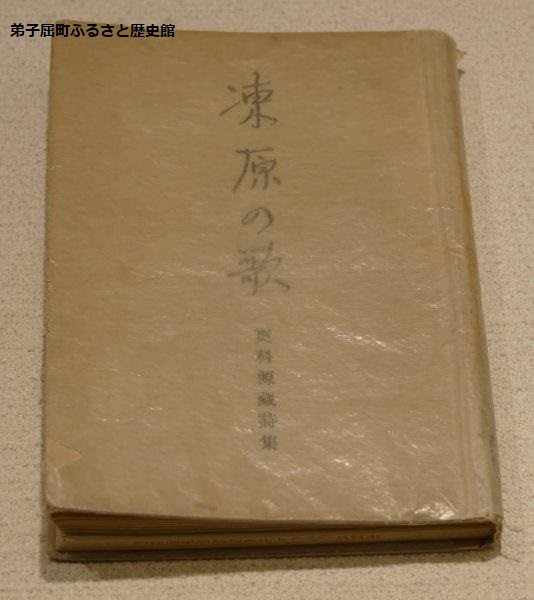 弟子屈町ふるさと歴史館
凍原の歌
更科源藏詩集